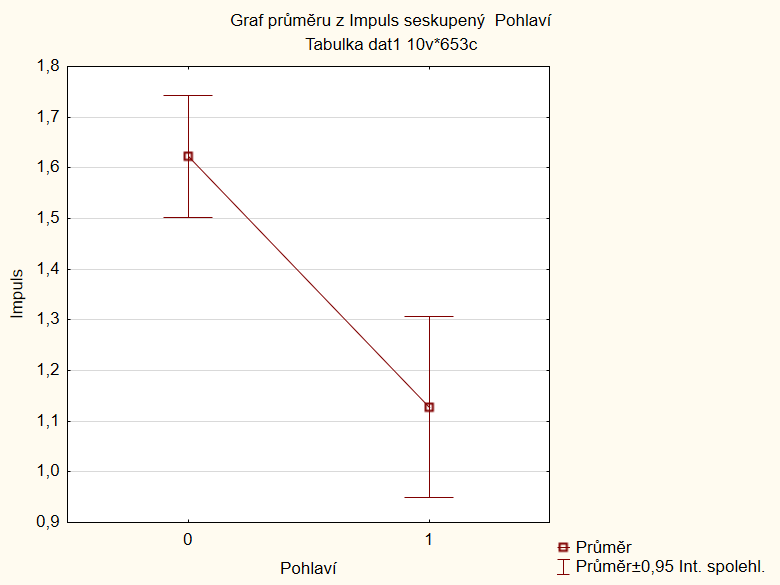 Graf průměru z Impuls seskupený  Pohlaví
Tabulka dat1 10v*653c
1,8
1,7
1,6
1,5
1,4
1,3
1,2
1,1
1,0
0,9
Impuls
0
1
Pohlaví
Průměr
Průměr±0,95 Int. spolehl.